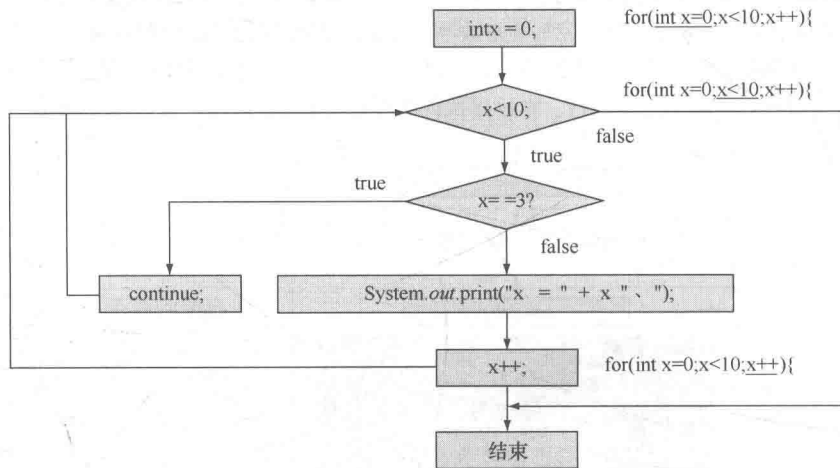 intx = 0;
for(int x=0;x<10;x++){
x<10;
for(int x=0;x<10;x++){
false
true
true
x= =3?
false
continue;
System.out.print("x = " + x "、");
x++;
for(int x=0;x<10;x++){
结束